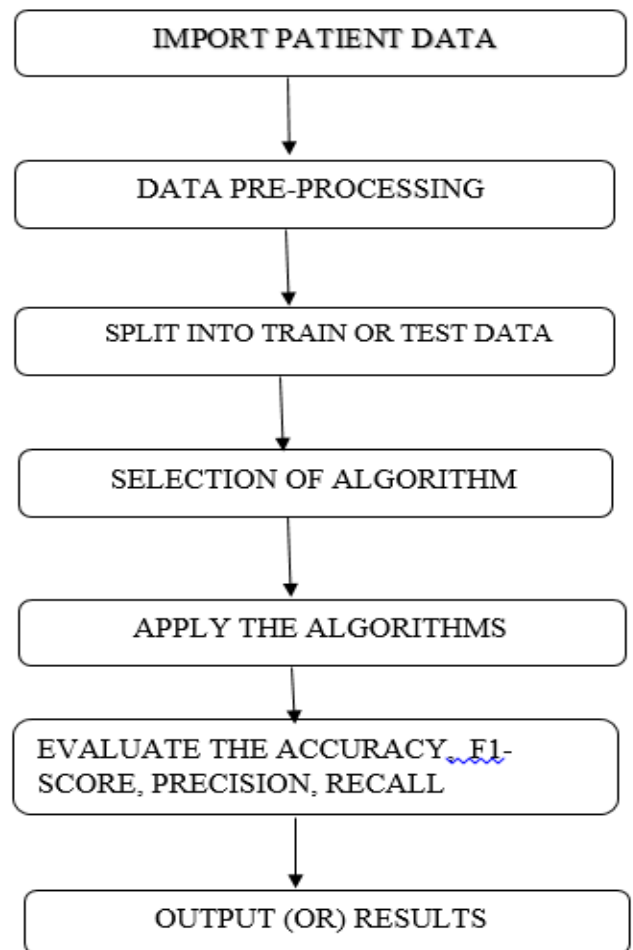 IMPORT PATIENT DATA
DATA PRE-PROCESSING
SPLIT INTO TRAIN OR TEST DATA
SELECTION OF ALGORITHM
APPLY THE ALGORITHMS
EVALUATE THE ACCURACY, F1-
SCORE, PRECISION, RECALL
OUTPUT (OR) RESULTS